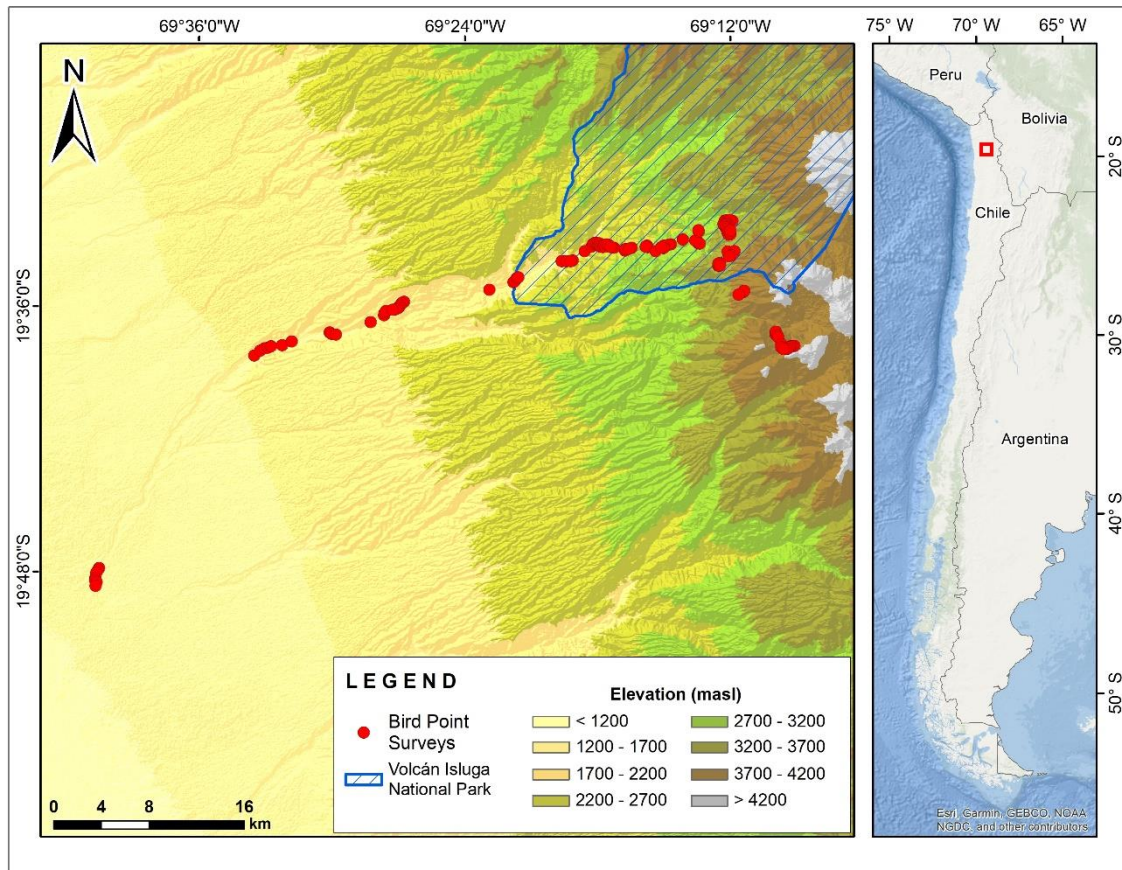 69°36'0"W 69°24'0"W 69°12'0"W
N
19°36'0"S
19°48'0"S
LEGEND
Bird Point
Surveys
Volcán Isluga
National Park
Elevation (masl)
< 1200
1200 - 1700
1700 - 2200
2200 - 2700
2700 - 3200
3200 - 3700
3700 - 4200
> 4200
0 4 8 16
km
75° W 70° W 65° W
Peru
Bolivia
Chile
Argentina
20°S
30°S
40°S
50°S
Esri, Garmin, GEBCO, NOAA
NGDC, and other contributors